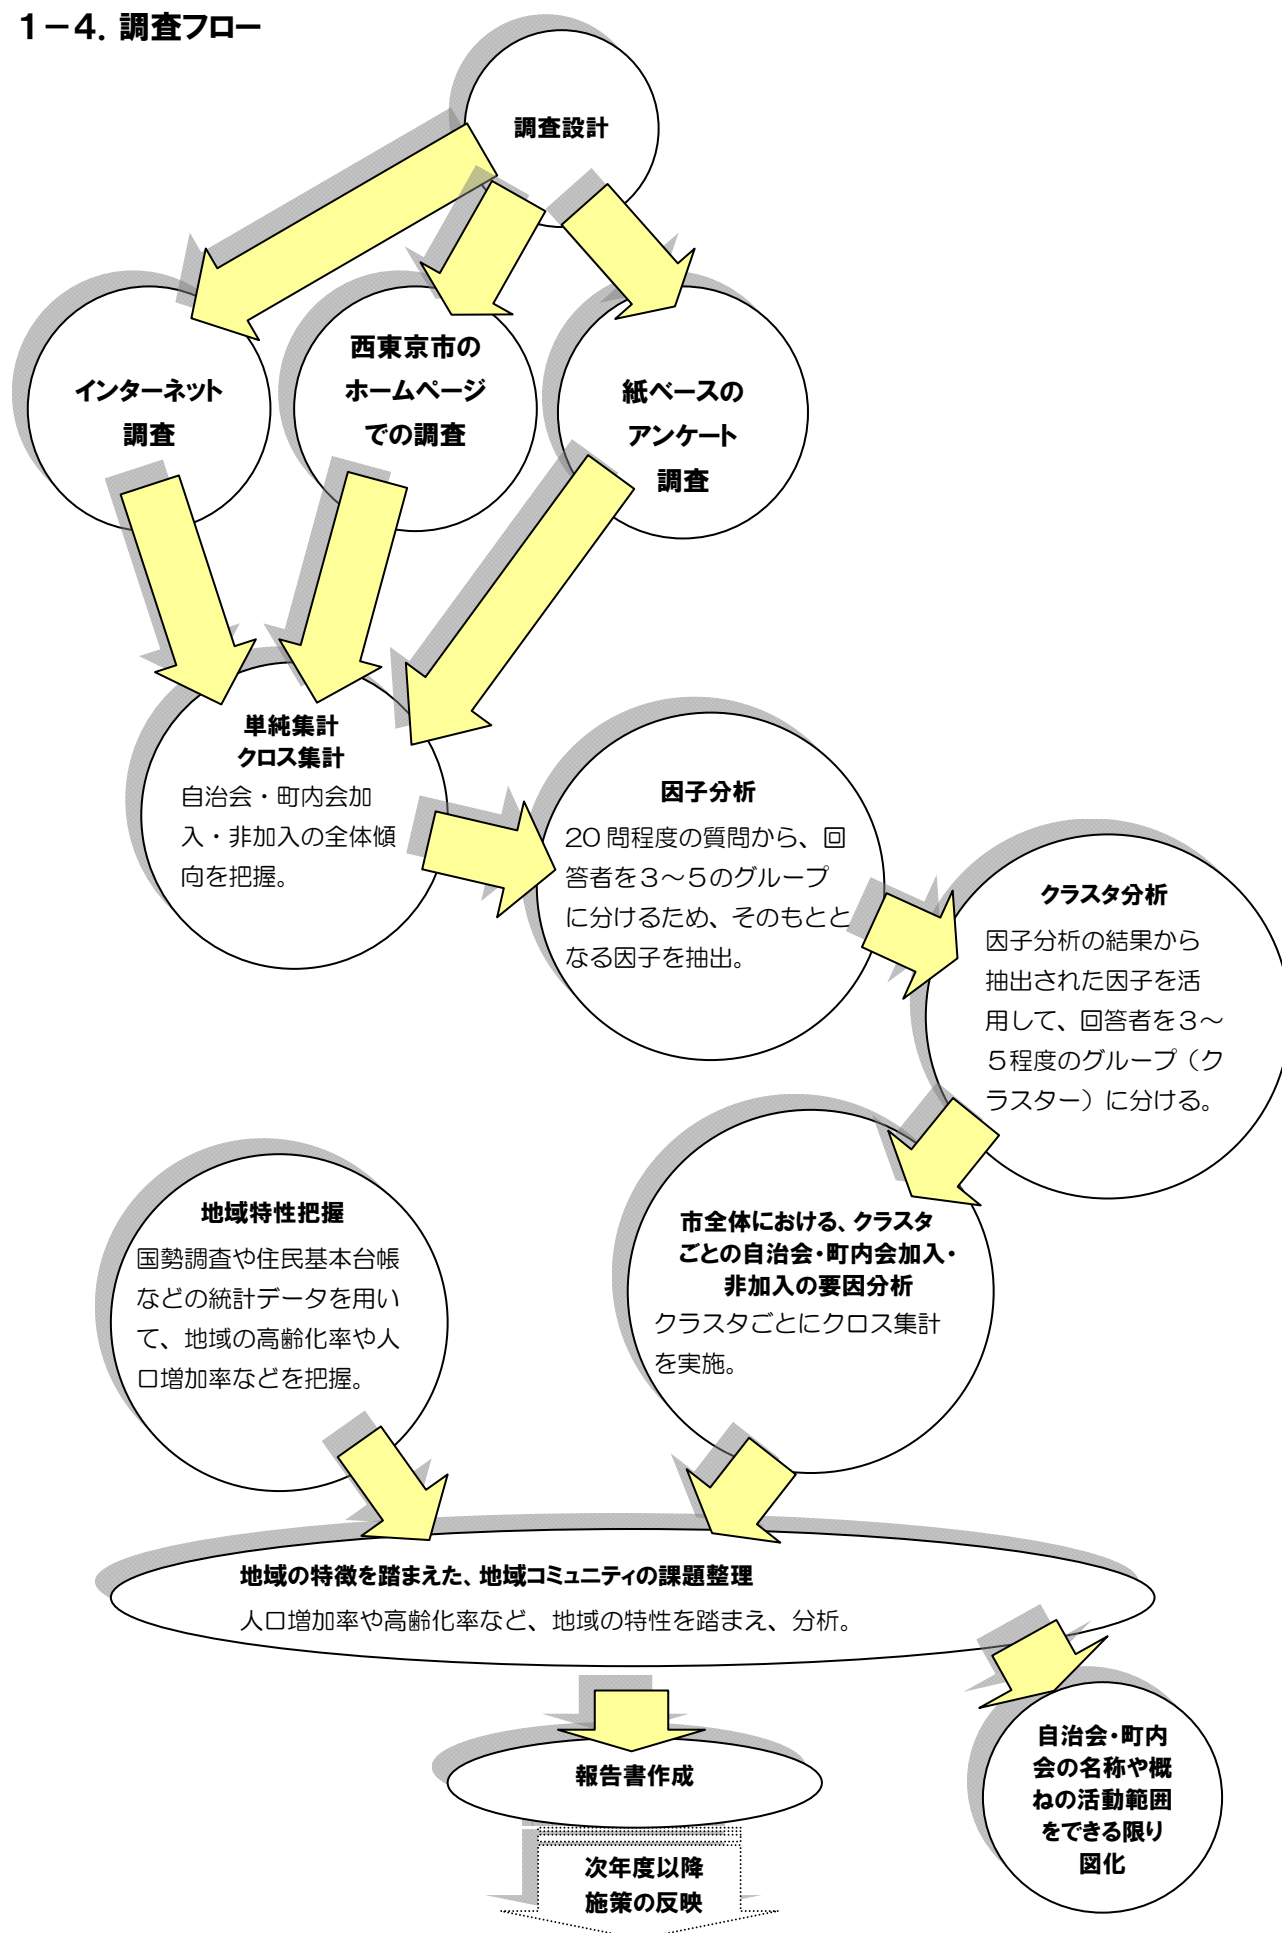 １－４．調査フロー
調査設計
インターネット
調査
西東京市の
ホームページ
での調査
紙ベースの
アンケート
調査
単純集計
クロス集計
自治会・町内会加
入・非加入の全体傾
向を把握。
因子分析
20 問程度の質問から、回
答者を３～５のグループ
に分けるため、そのもとと
なる因子を抽出。
クラスタ分析
因子分析の結果から
抽出された因子を活
用して、回答者を３～
５程度のグループ（ク
ラスター）に分ける。
地域特性把握
国勢調査や住民基本台帳
などの統計データを用い
て、地域の高齢化率や人
口増加率などを把握。
市全体における、クラスタ
ごとの自治会・町内会加入・
非加入の要因分析
クラスタごとにクロス集計
を実施。
地域の特徴を踏まえた、地域コミュニティの課題整理
人口増加率や高齢化率など、地域の特性を踏まえ、分析。
報告書作成
自治会・町内
会の名称や概
ねの活動範囲
をできる限り
図化
次年度以降
施策の反映